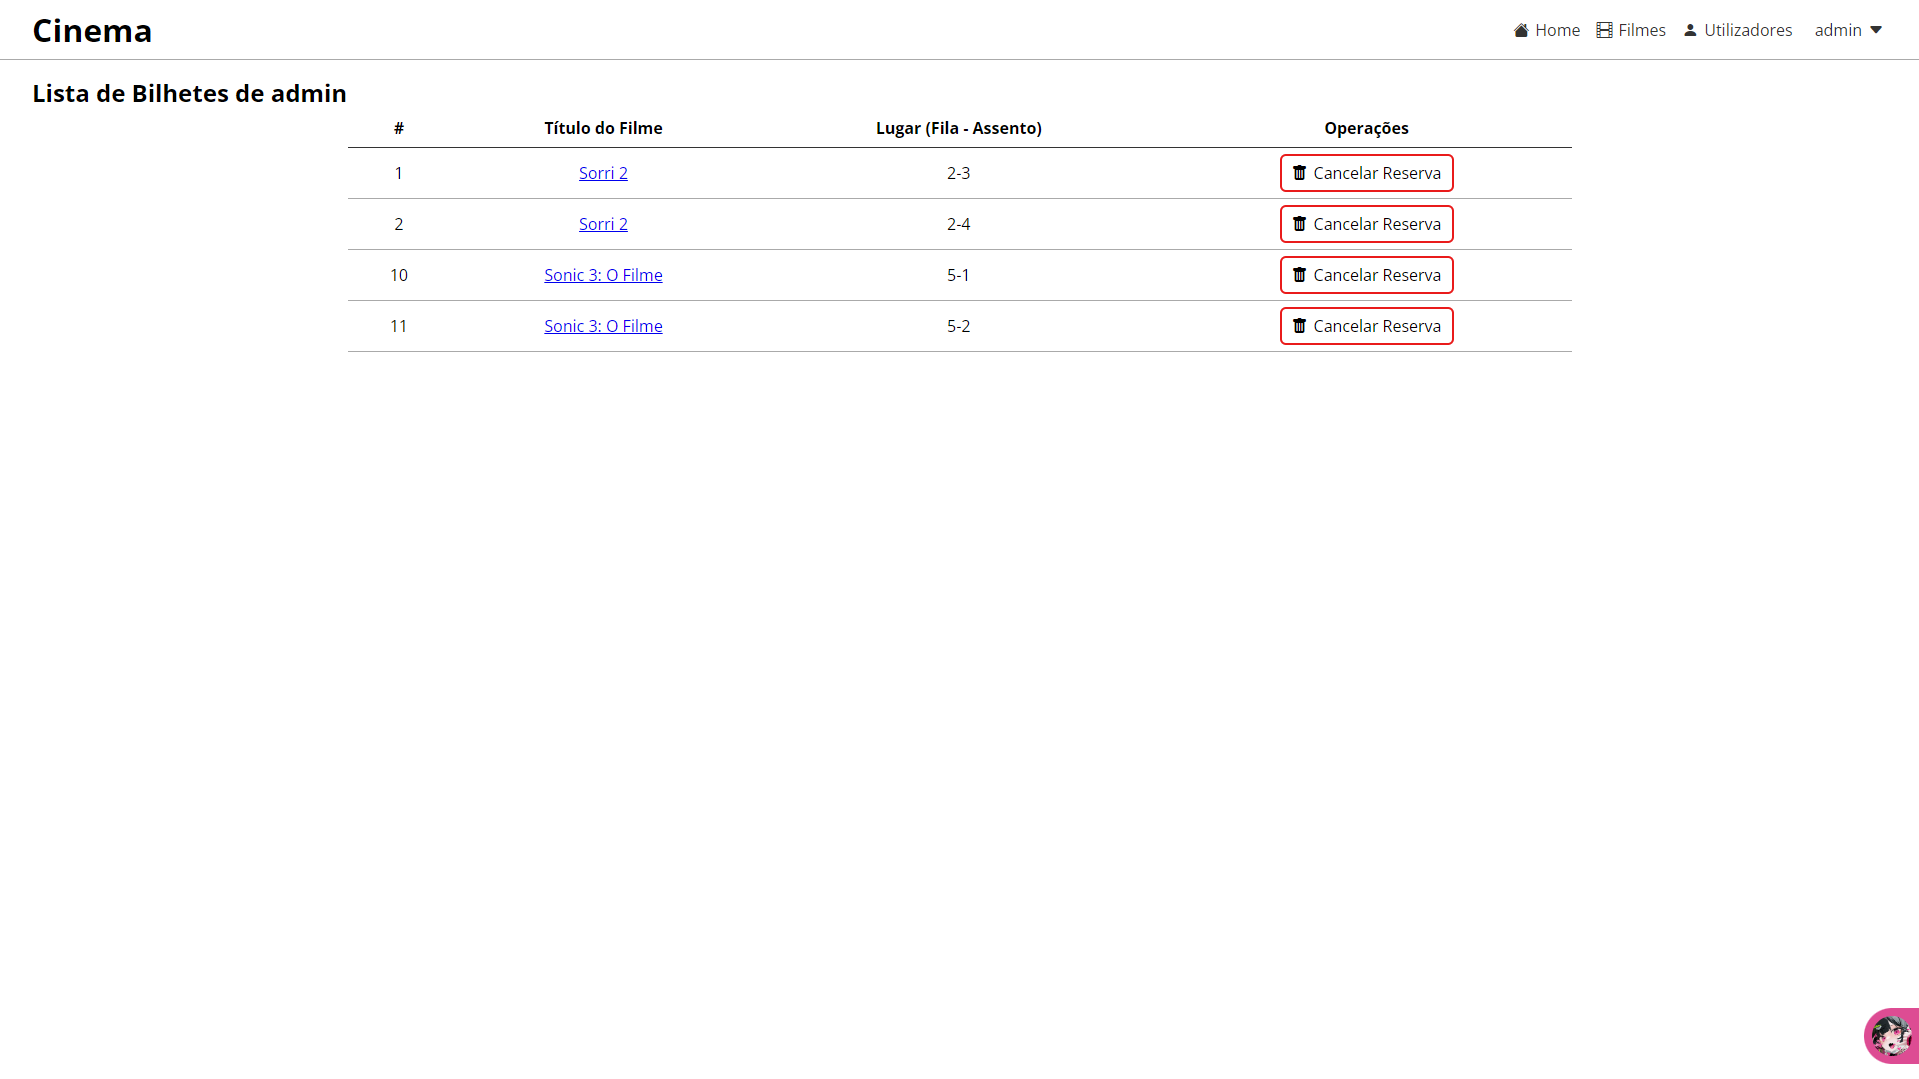 Cinema
Home Filmes Utilizadores admin
Lista de Bilhetes de admin
# Título do Filme Lugar (Fila - Assento) Operações
1 Sorri 2 2-3 Cancelar Reserva
2 Sorri 2 2-4 Cancelar Reserva
10 Sonic 3: O Filme 5-1 Cancelar Reserva
11 Sonic 3: O Filme 5-2 Cancelar Reserva